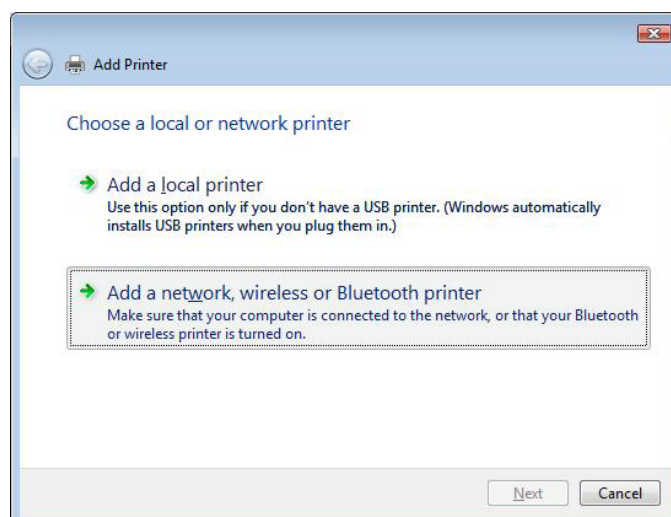 Add Printer
Choose a local or network printer
Add a local printer
Use this option only if you don't have a USB printer. (Windows automatically
installs USB printers when you plug them in.)
Add a network, wireless or Bluetooth printer
Make sure that your computer is connected to the network, or that your Bluetooth
or wireless printer is turned on.
Next
Cancel